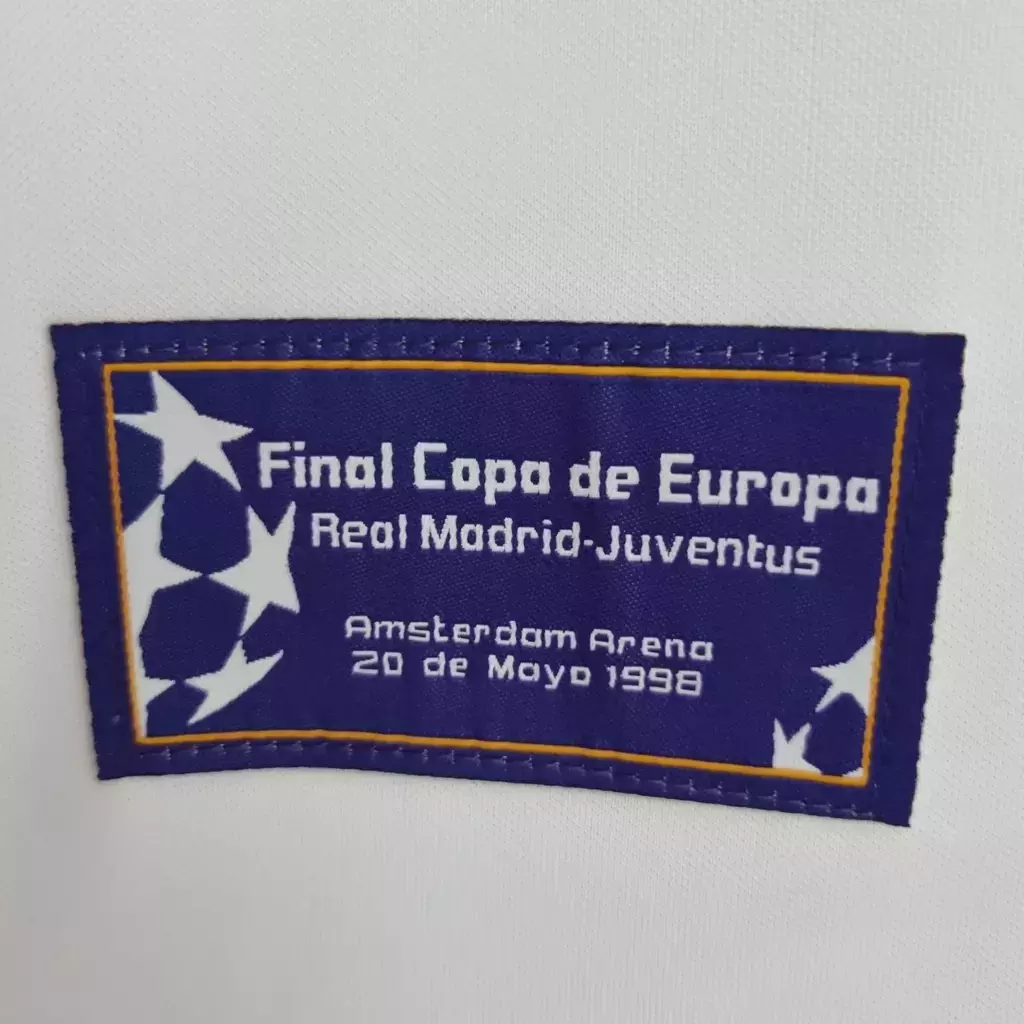 Final Copa de Europa
Real Madrid-Juventus
Amsterdam Arena
20 de Mayo 1998